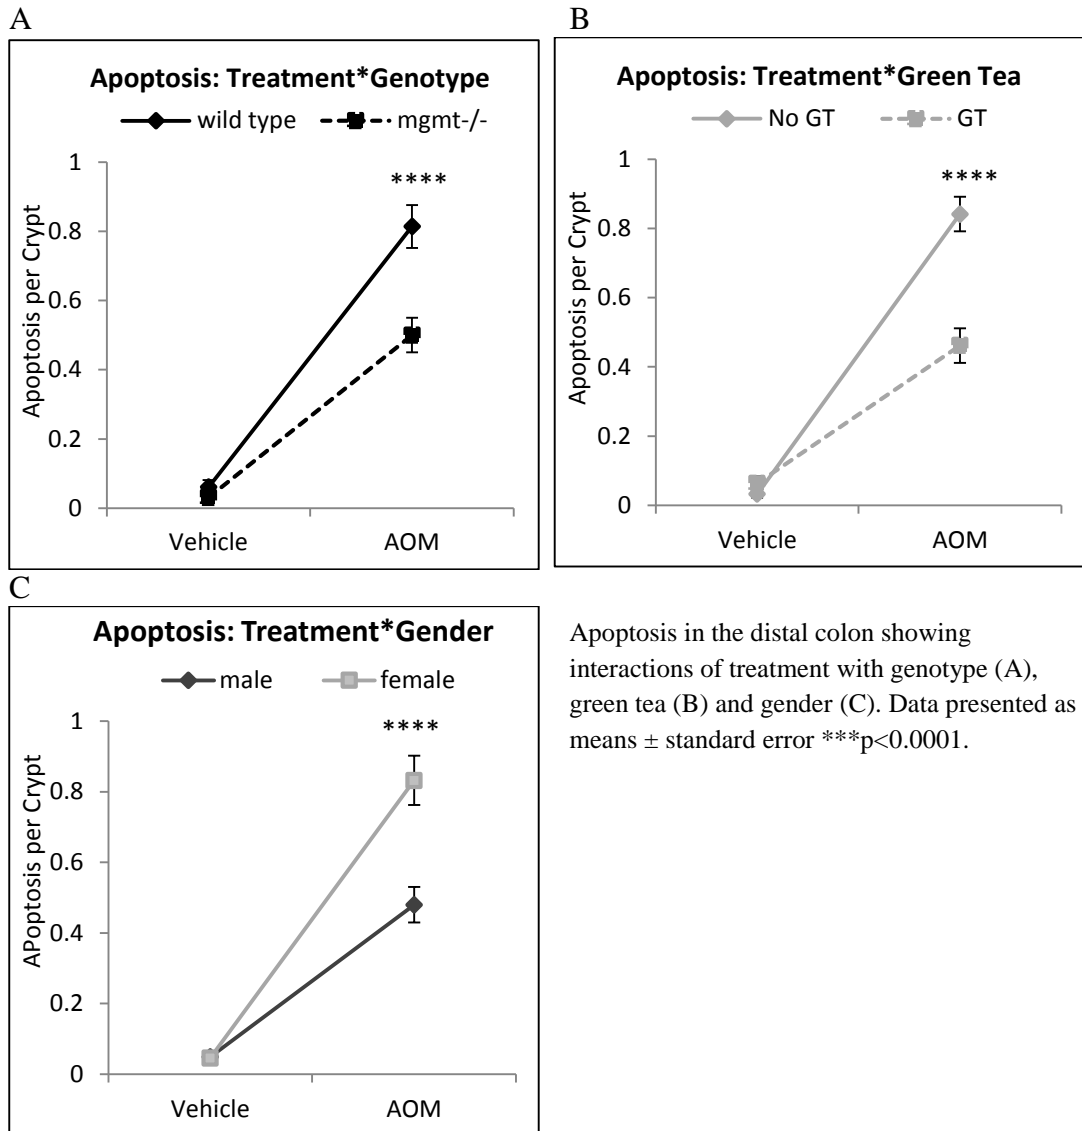 A
Apoptosis: Treatment*Genotype
wild type mgmt-/-
Apoptosis per Crypt
1
****
0.8
0.6
0.4
0.2
0
Vehicle AOM
B
Apoptosis: Treatment*Green Tea
No GT GT
Apoptosis per Crypt
1
****
0.8
0.6
0.4
0.2
0
Vehicle AOM
C
Apoptosis: Treatment*Gender
male female
APoptosis per Crypt
1
****
0.8
0.6
0.4
0.2
0
Vehicle AOM
Apoptosis in the distal colon showing
interactions of treatment with genotype (A),
green tea (B) and gender (C). Data presented as
means ± standard error ***p<0.0001.